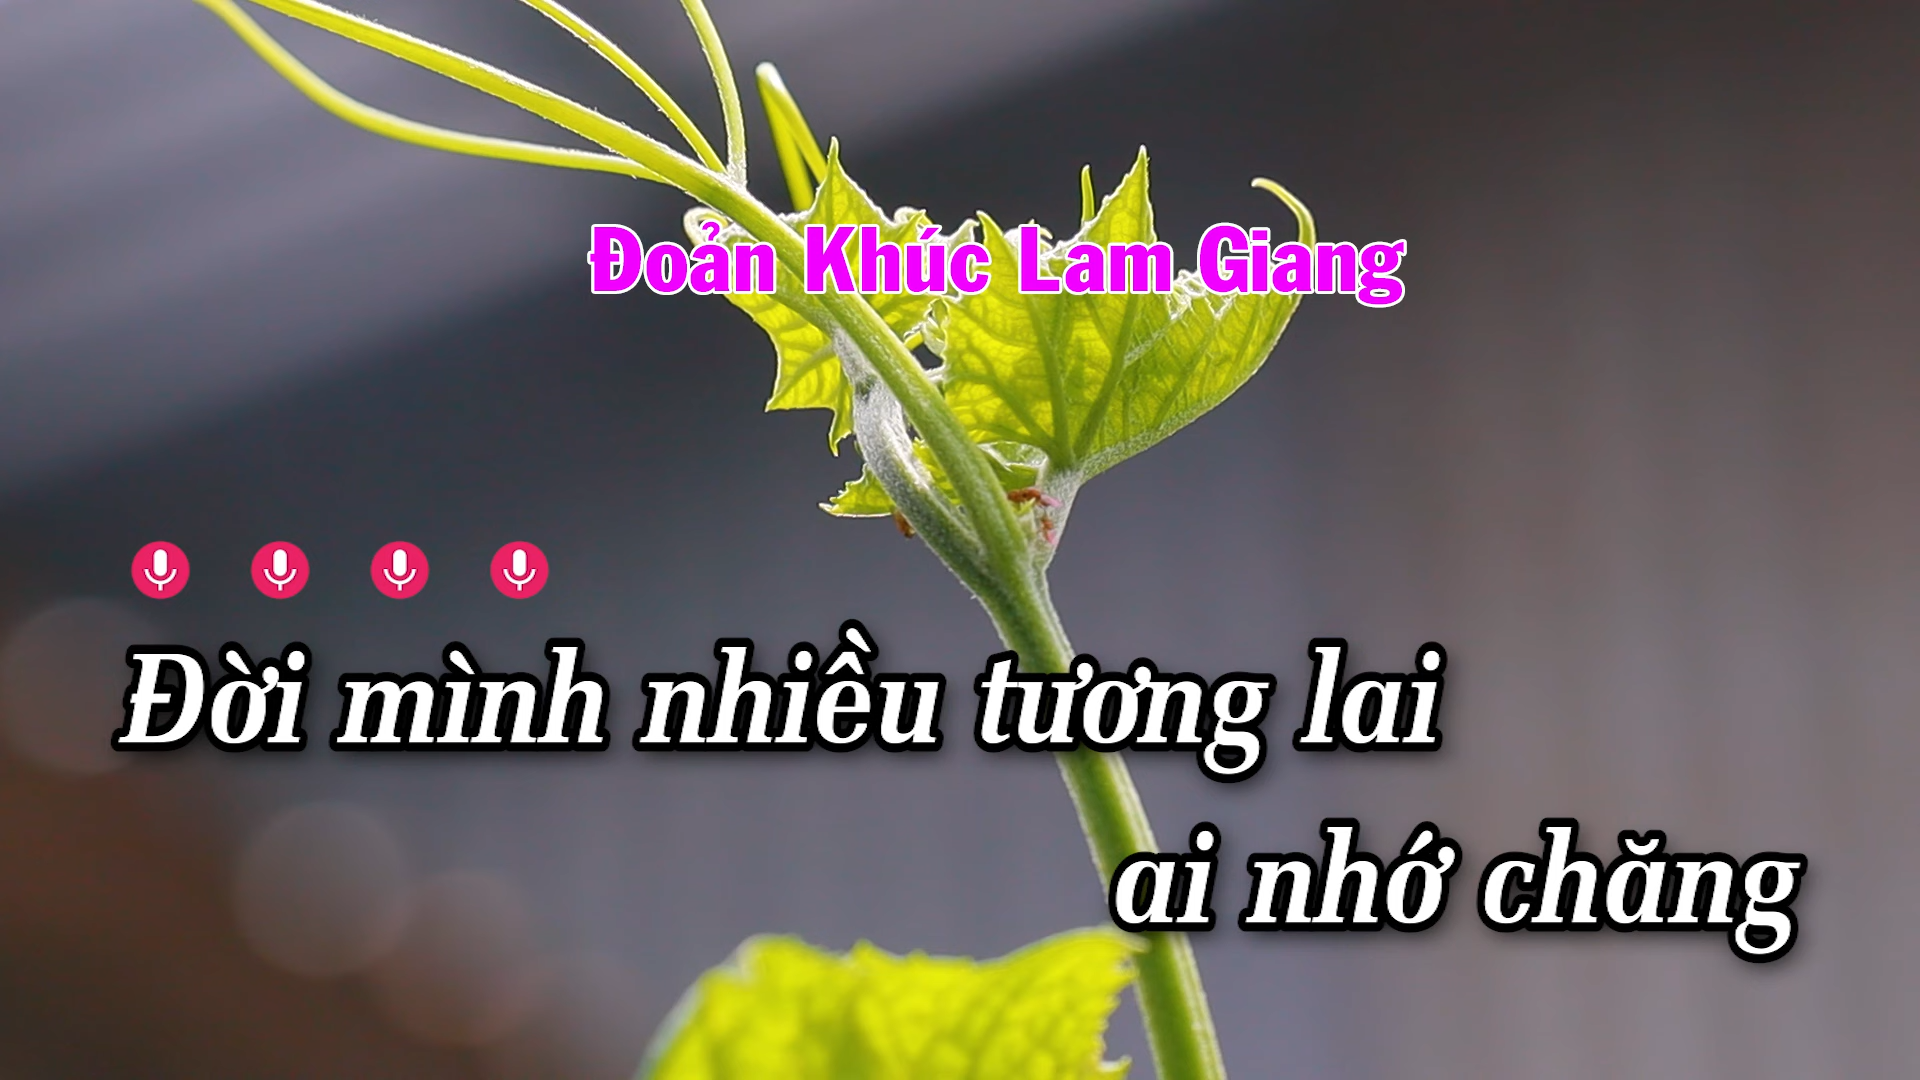 Đoản Khúc Lam Giang
Đời mình nhiều tương lai
ai nhớ chăng